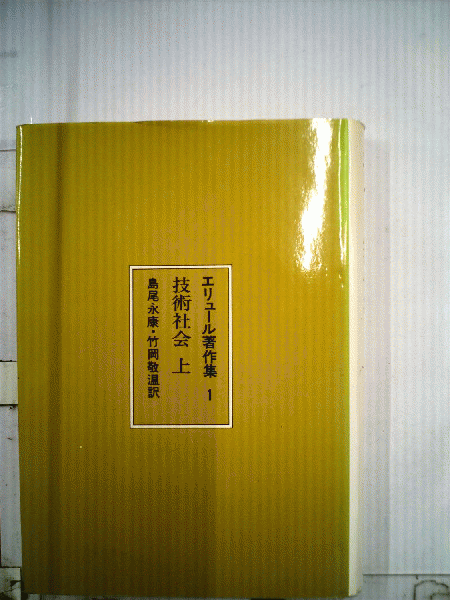 エリュール著作集 1
技術社会 上
島尾永康・竹岡敬温訳